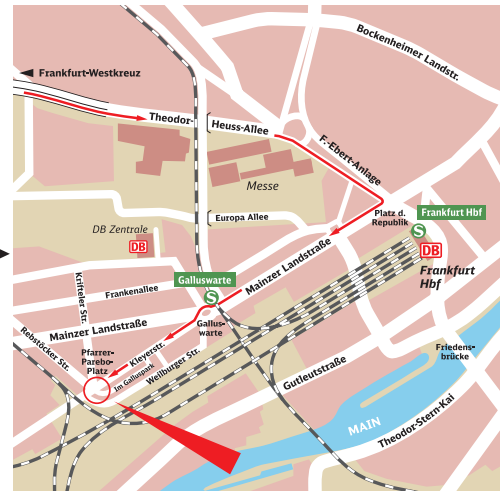 Bockenheimer Landstr.
Frankfurt-Westkreuz
Theodor-
Heuss-Allee
F.-Ebert-Anlage
Messe
Platz d.
Republik
Frankfurt Hbf
S
Europa Allee
DB Zentrale
DB
DB
Frankfurt
Hbf
Mainzer Landstraße
Galluswarte
S
Krifteler Str.
Frankenallee
Mainzer Landstraße
Gallus-
warte
Rebstöcker Str.
Pfarrer-
Parebo-
Platz
Kleyerstr.
Im Galluspark
Weilburger Str.
Gutleutstraße
Friedens-
brücke
MAIN
Theodor-Stern-Kai